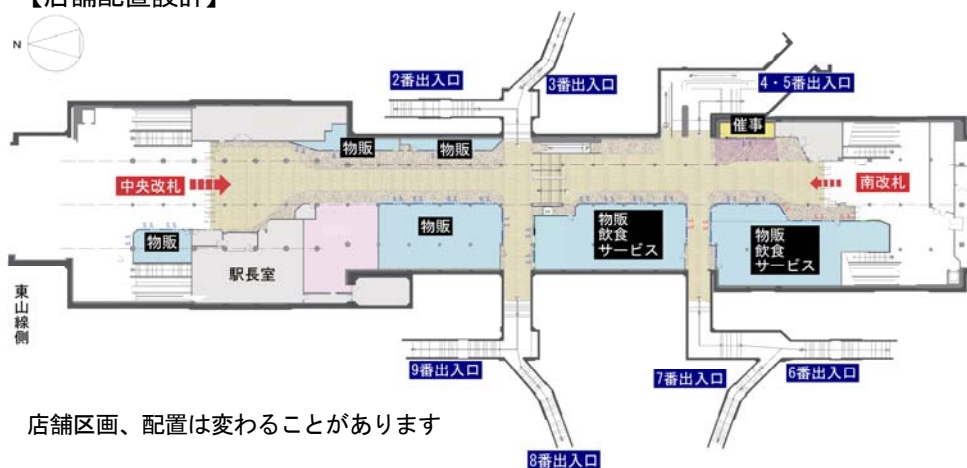 【店舗配置設計】
N
2番出入口
3番出入口
4・5番出入口
催事
物販
物販
中央改札
南改札
物販
物販
物販
飲食
サービス
物販
飲食
サービス
駅長室
東山線側
9番出入口
7番出入口
6番出入口
8番出入口
店舗区画、配置は変わることがあります